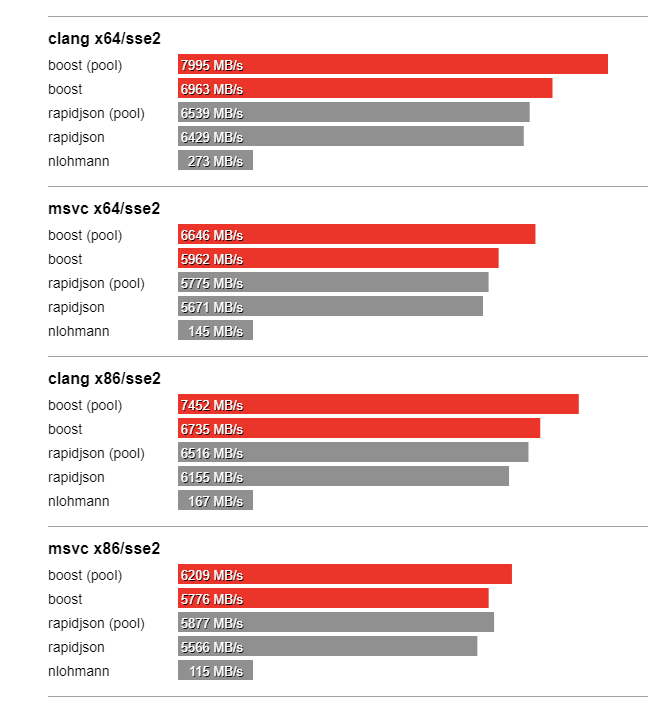 clang x64/sse2
boost (pool) 7995 MB/s
boost 6963 MB/s
rapidjson (pool) 6539 MB/s
rapidjson 6429 MB/s
nlohmann 273 MB/s
msvc x64/sse2
boost (pool) 6646 MB/s
boost 5962 MB/s
rapidjson (pool) 5775 MB/s
rapidjson 5671 MB/s
nlohmann 145 MB/s
clang x86/sse2
boost (pool) 7452 MB/s
boost 6735 MB/s
rapidjson (pool) 6516 MB/s
rapidjson 6155 MB/s
nlohmann 167 MB/s
msvc x86/sse2
boost (pool) 6209 MB/s
boost 5776 MB/s
rapidjson (pool) 5877 MB/s
rapidjson 5566 MB/s
nlohmann 115 MB/s